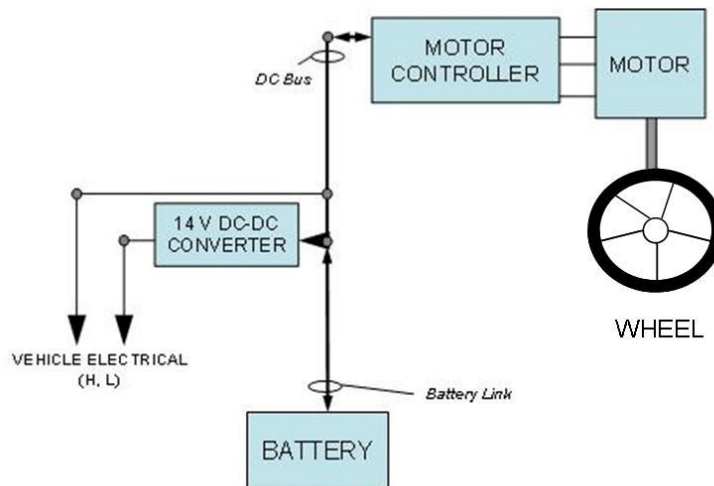 MOTOR
CONTROLLER
MOTOR
DC Bus
14 V DC-DC
CONVERTER
WHEEL
VEHICLE ELECTRICAL
(H, L)
Battery Link
BATTERY